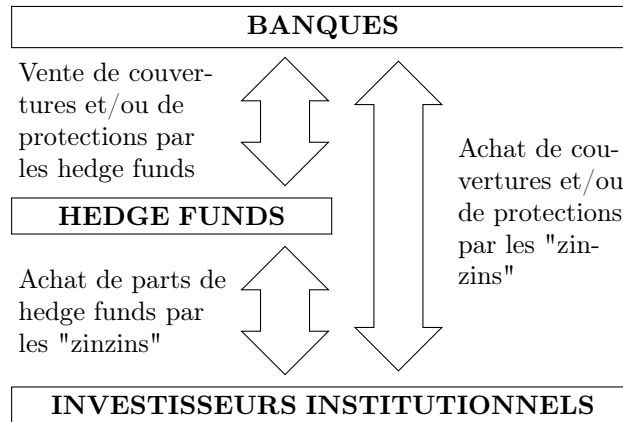 BANQUES
Vente de couver-
tures et/ou de
protections par
les hedge funds
Achat de cou-
vertures et/ou
de protections
par les "zin-
zins"
HEDGE FUNDS
Achat de parts de
hedge funds par
les "zinzins"
INVESTISSEURS INSTITUTIONNELS